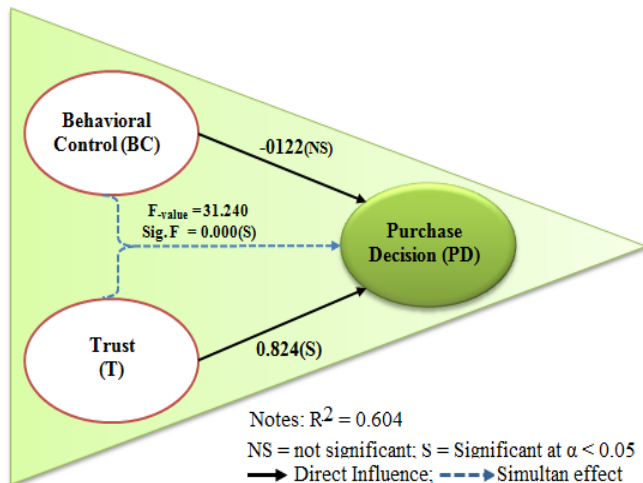 Behavioral
Control (BC)
-0122(NS)
F-value =31.240
Sig.F = 0.000(S)
Purchase
Decision (PD)
Trust
(T)
0.824(S)
Notes: R2 = 0.604
NS = not significant; S = Significant at α < 0.05
Direct Influence; Simultan effect